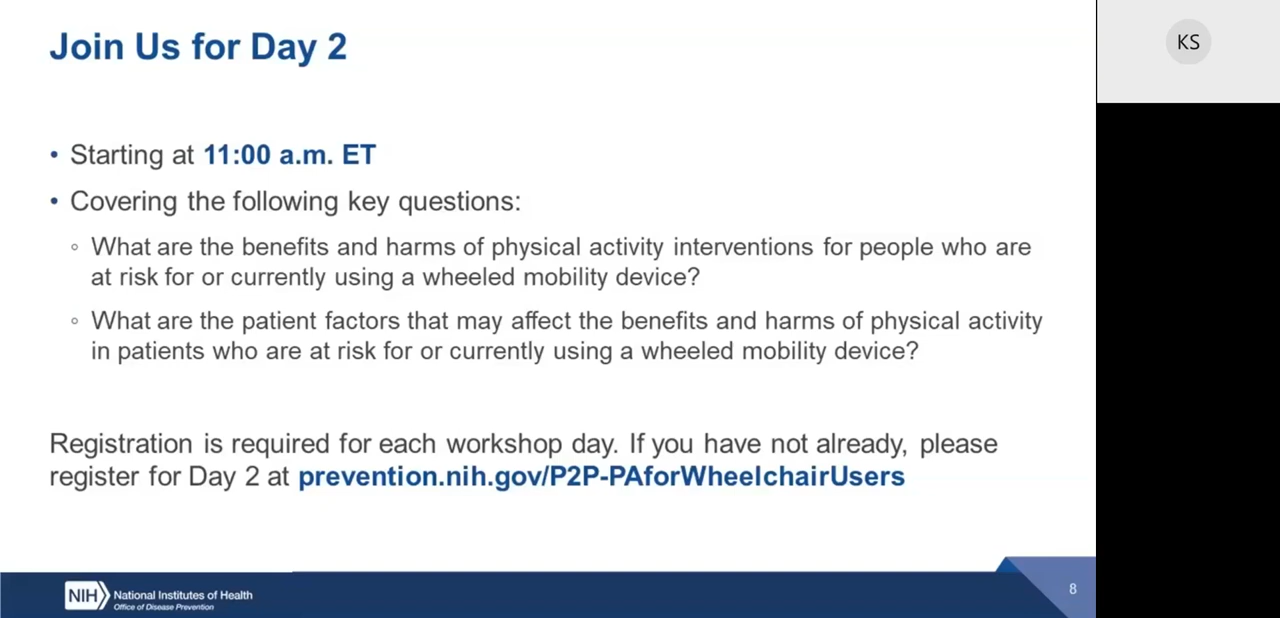 Join Us for Day 2
• Starting at 11:00 a.m. ET
• Covering the following key questions:
◦ What are the benefits and harms of physical activity interventions for people who are
at risk for or currently using a wheeled mobility device?
◦ What are the patient factors that may affect the benefits and harms of physical activity
in patients who are at risk for or currently using a wheeled mobility device?
Registration is required for each workshop day. If you have not already, please
register for Day 2 at prevention.nih.gov/P2P-PAforWheelchairUsers
NIH National Institutes of Health
Office of Disease Prevention
8
KS